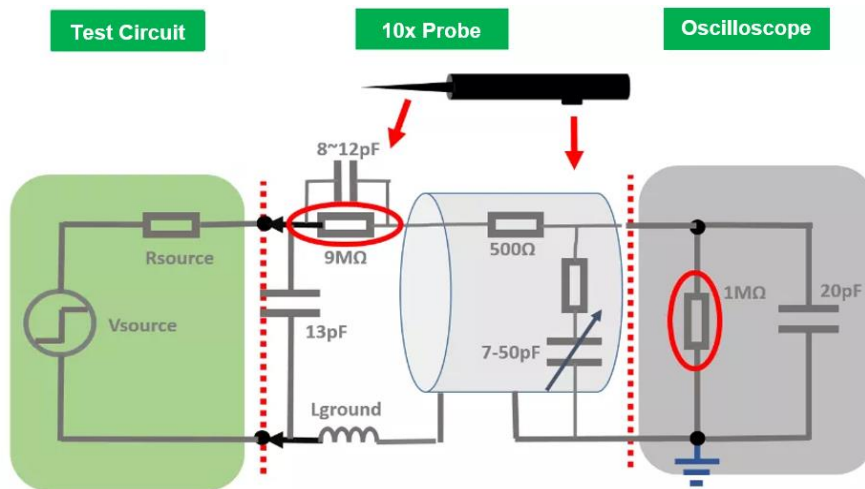 Test Circuit
10x Probe
Oscilloscope
8~12pF
Rsource
9MΩ
500Ω
1MΩ
20pF
Vsource
13pF
7-50pF
Lground